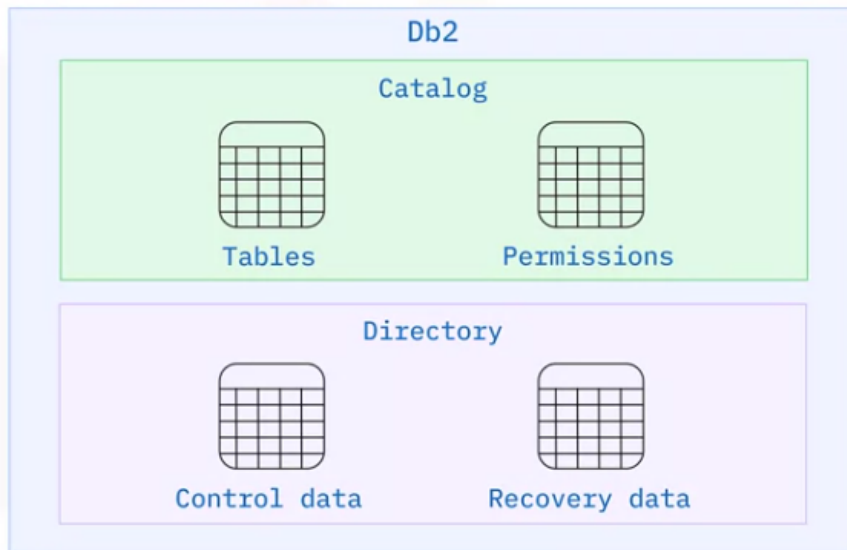 Db2
Catalog
Tables Permissions
Directory
Control data Recovery data